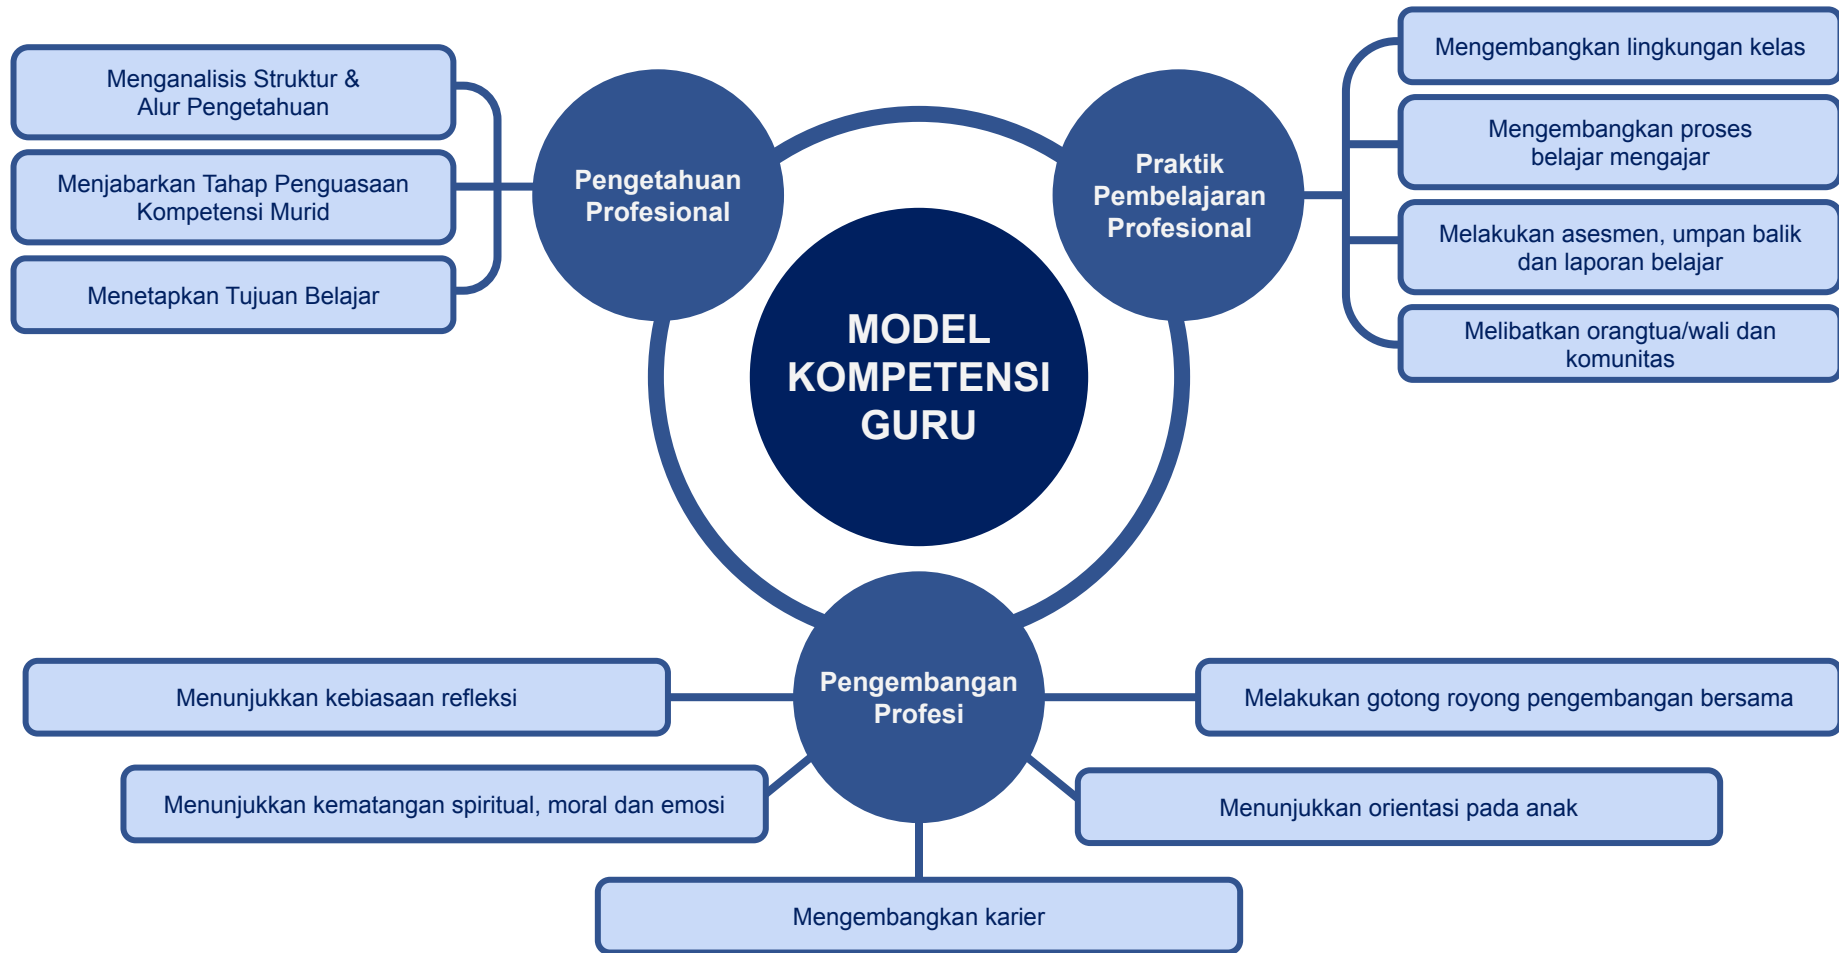 Menganalisis Struktur &
Alur Pengetahuan
Menjabarkan Tahap Penguasaan
Kompetensi Murid
Menetapkan Tujuan Belajar
Pengetahuan
Profesional
Praktik
Pembelajaran
Profesional
Mengembangkan lingkungan kelas
Mengembangkan proses
belajar mengajar
Melakukan asesmen, umpan balik
dan laporan belajar
Melibatkan orangtua/wali dan
komunitas
MODEL
KOMPETENSI
GURU
Pengembangan
Profesi
Menunjukkan kebiasaan refleksi
Menunjukkan kematangan spiritual, moral dan emosi
Mengembangkan karier
Melakukan gotong royong pengembangan bersama
Menunjukkan orientasi pada anak